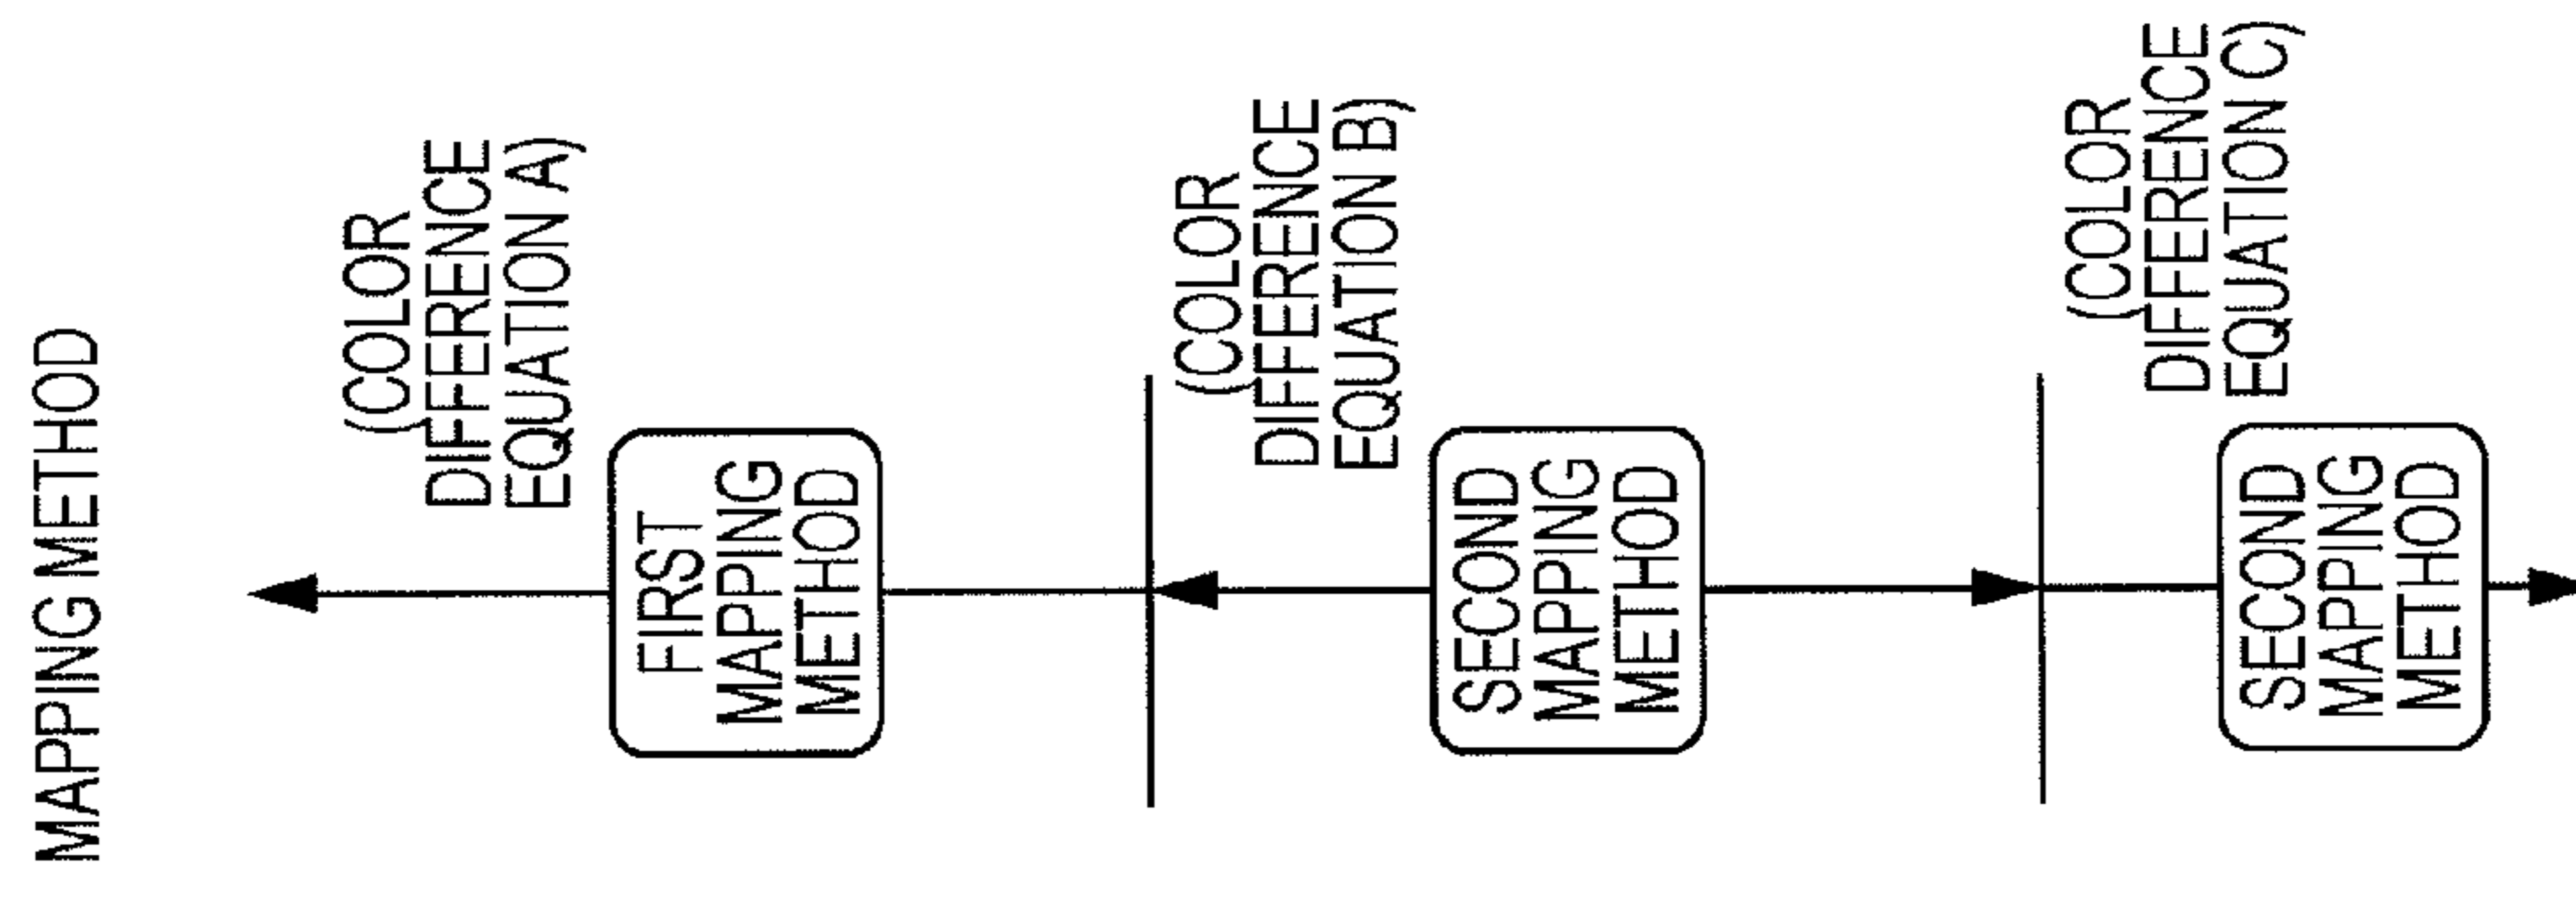 MAPPING METHOD
(COLOR
DIFFERENCE
EQUATION A)
FIRST
MAPPING
METHOD
(COLOR
DIFFERENCE
EQUATION B)
SECOND
MAPPING
METHOD
(COLOR
DIFFERENCE
EQUATION C)
SECOND
MAPPING
METHOD